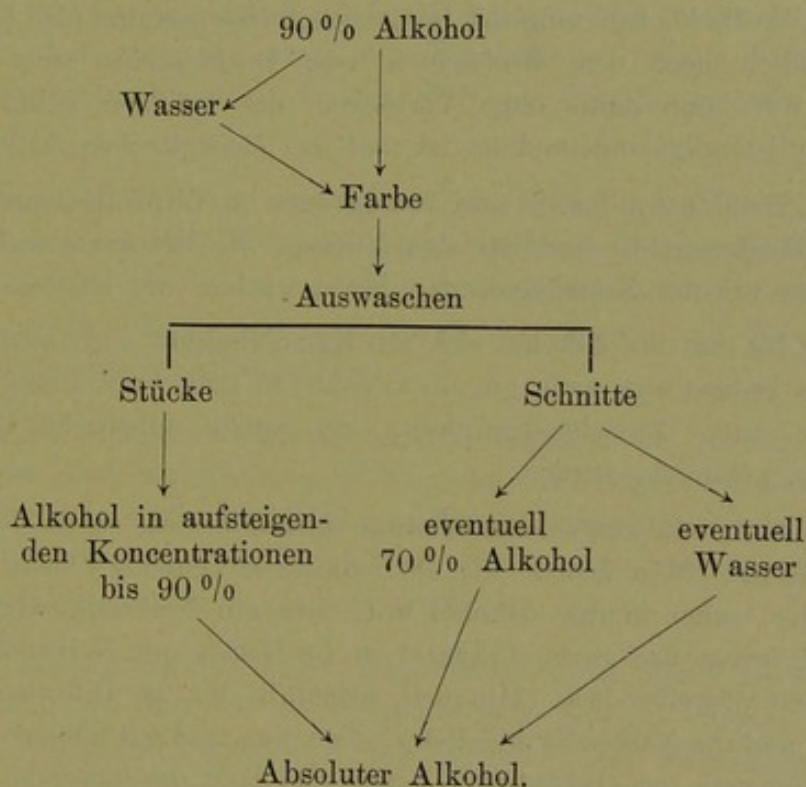 90 % Alkohol
Wasser
Farbe
Auswaschen
Stücke
Schnitte
Alkohol in aufsteigen-
den Koncentrationen
bis 90 %
eventuell
70 % Alkohol
eventuell
Wasser
Absoluter Alkohol.